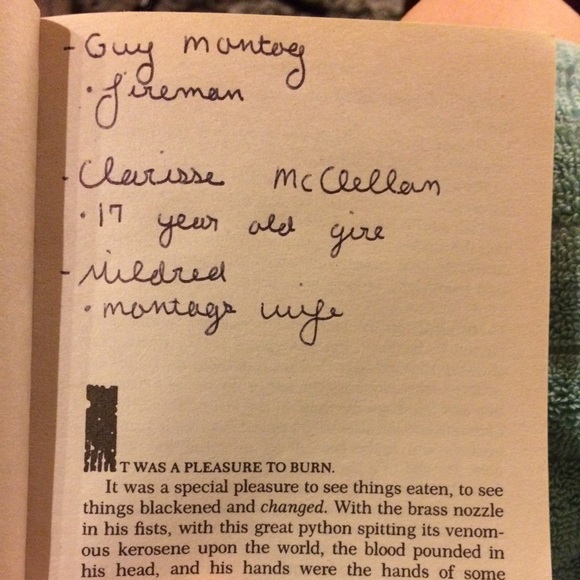 - Guy Montag
• fireman
- Clarisse McClellan
• 17 year old girl
- Mildred
• montags wife
IT WAS A PLEASURE TO BURN.
It was a special pleasure to see things eaten, to see
things blackened and changed. With the brass nozzle
in his fists, with this great python spitting its venom-
ous kerosene upon the world, the blood pounded in
his head, and his hands were the hands of some